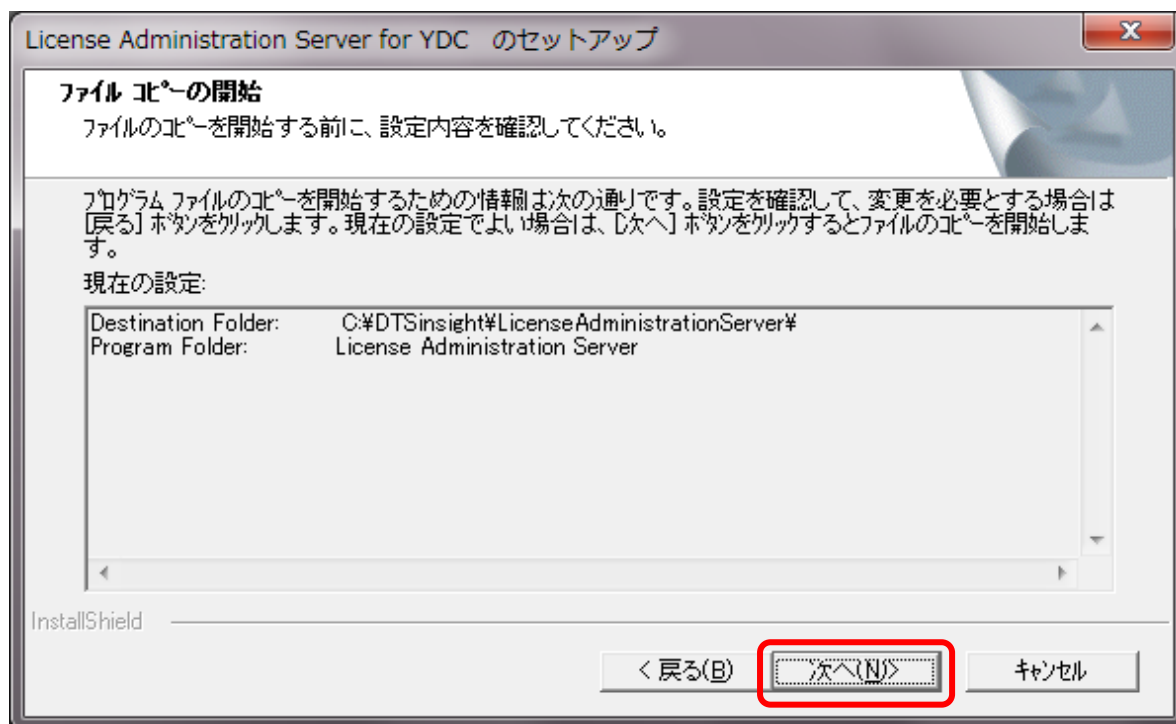 License Administration Server for YDC のセットアップ
ファイル コピーの開始
ファイルのコピーを開始する前に、設定内容を確認してください。
プログラム ファイルのコピーを開始するための情報は次の通りです。設定を確認して、変更を必要とする場合は
[戻る] ボタンをクリックします。現在の設定でよい場合は、[次へ] ボタンをクリックするとファイルのコピーを開始しま
す。
現在の設定:
Destination Folder: C:¥DTSinsight¥LicenseAdministrationServer¥
Program Folder: License Administration Server
InstallShield
< 戻る(B) 次へ(N)> キャンセル